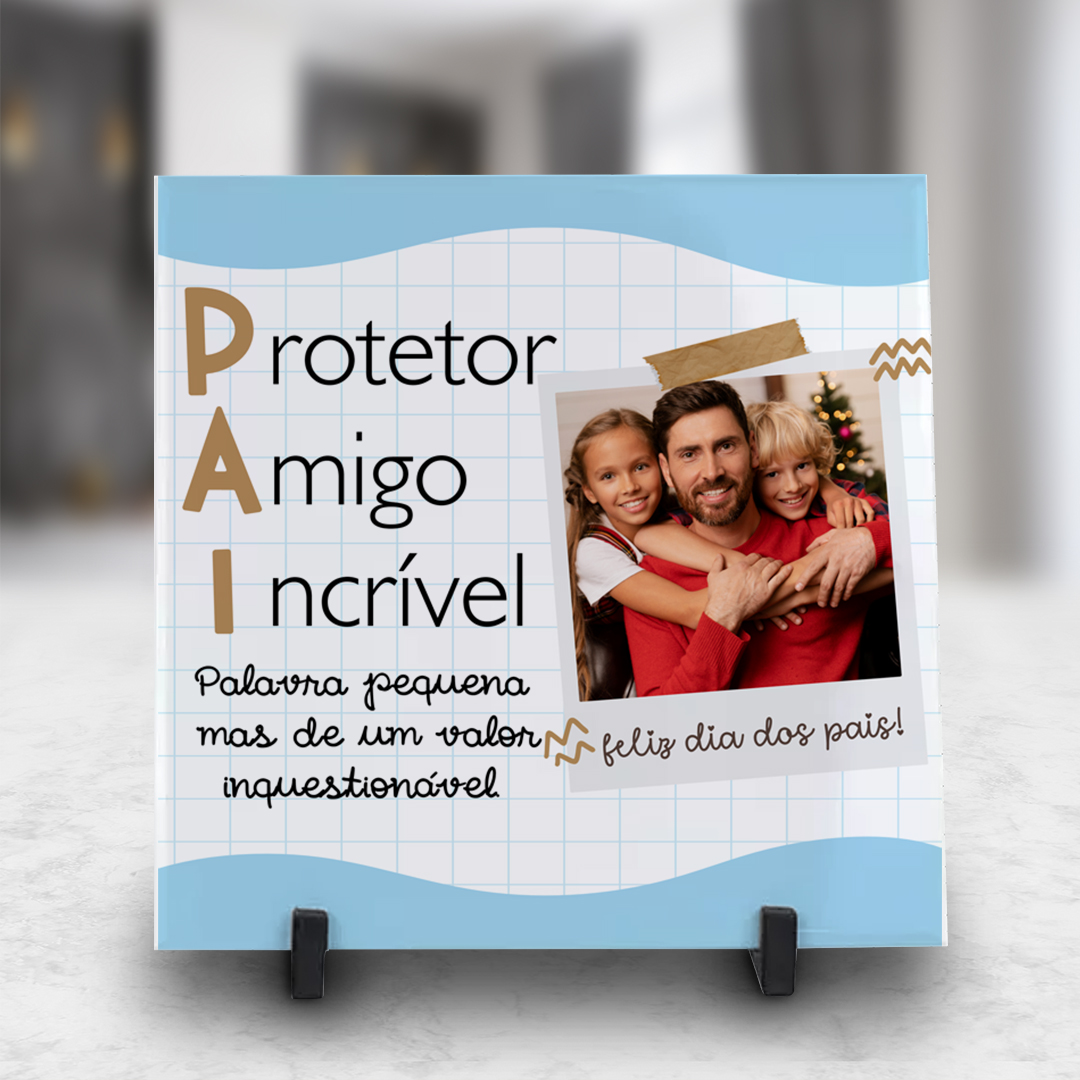 Protetor
Amigo
Incrível
Palavra pequena
mas de um valor
inquestionável.
feliz dia dos pais!